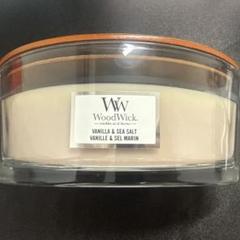 WW
WoodWick.
VANILLA & SEA SALT
VANILLE & SEL MARIN